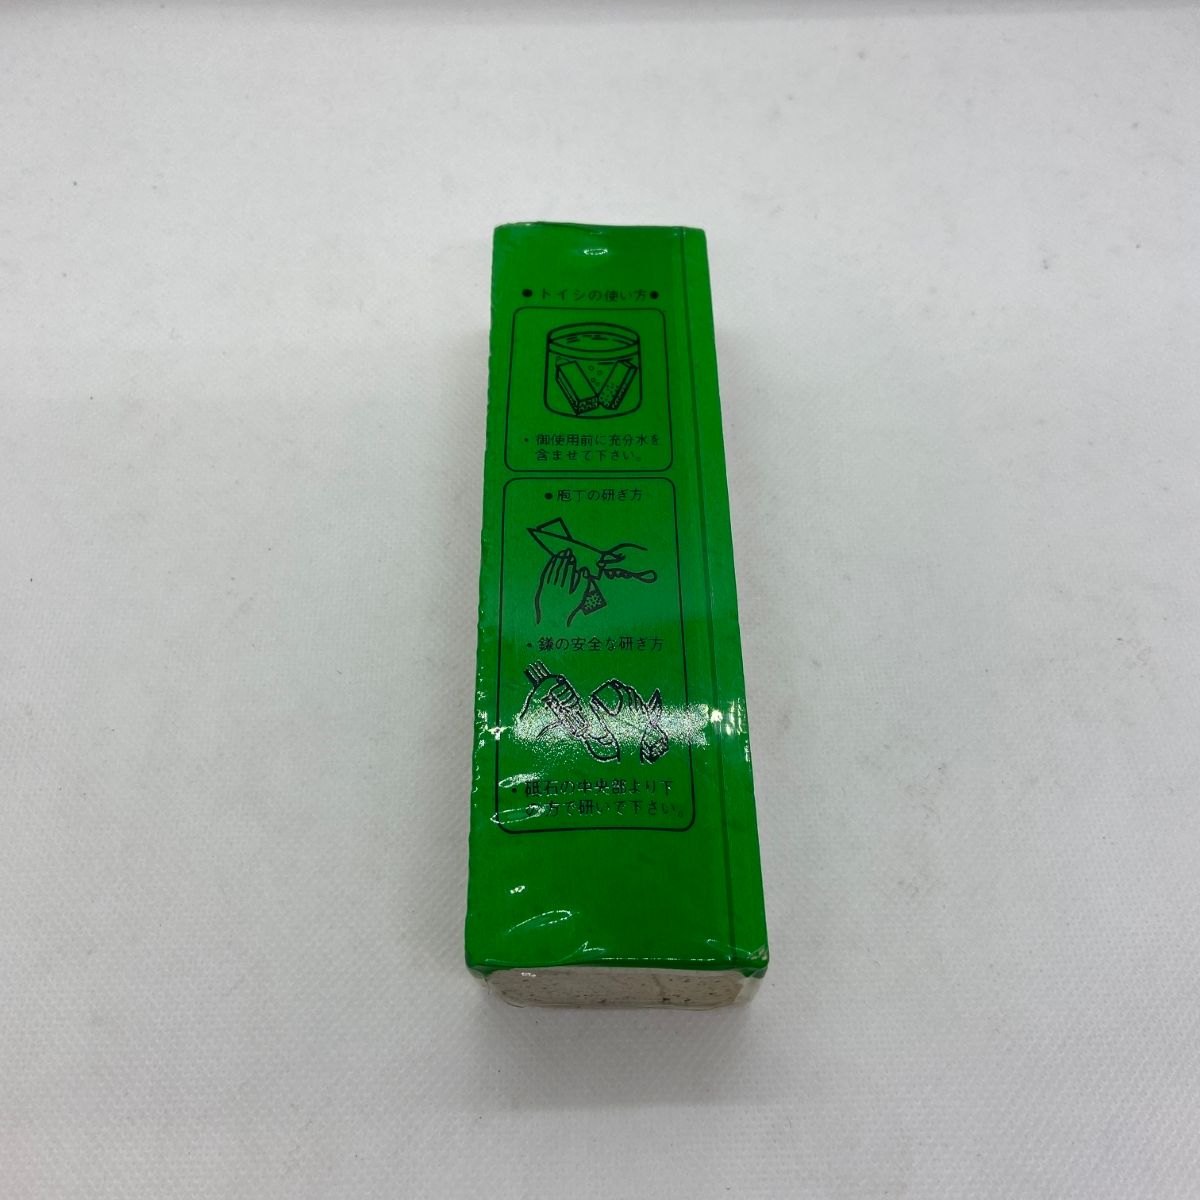 ●トイシの使い方●
・御使用前に充分水を
含ませて下さい。
●庖丁の研ぎ方
・鎌の安全な研ぎ方
・砥石の中央部より下
の方で研いで下さい。